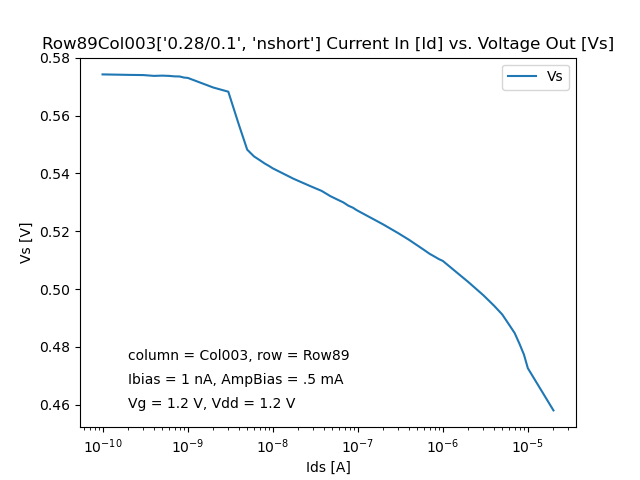 Row89Col003['0.28/0.1', 'nshort'] Current In [Id] vs. Voltage Out [Vs]
Vs
0.58
0.56
0.54
0.52
0.50
0.48
0.46
Vs [V]
column = Col003, row = Row89
Ibias = 1 nA, AmpBias = .5 mA
Vg = 1.2 V, Vdd = 1.2 V
10⁻¹⁰ 10⁻⁹ 10⁻⁸ 10⁻⁷ 10⁻⁶ 10⁻⁵
Ids [A]